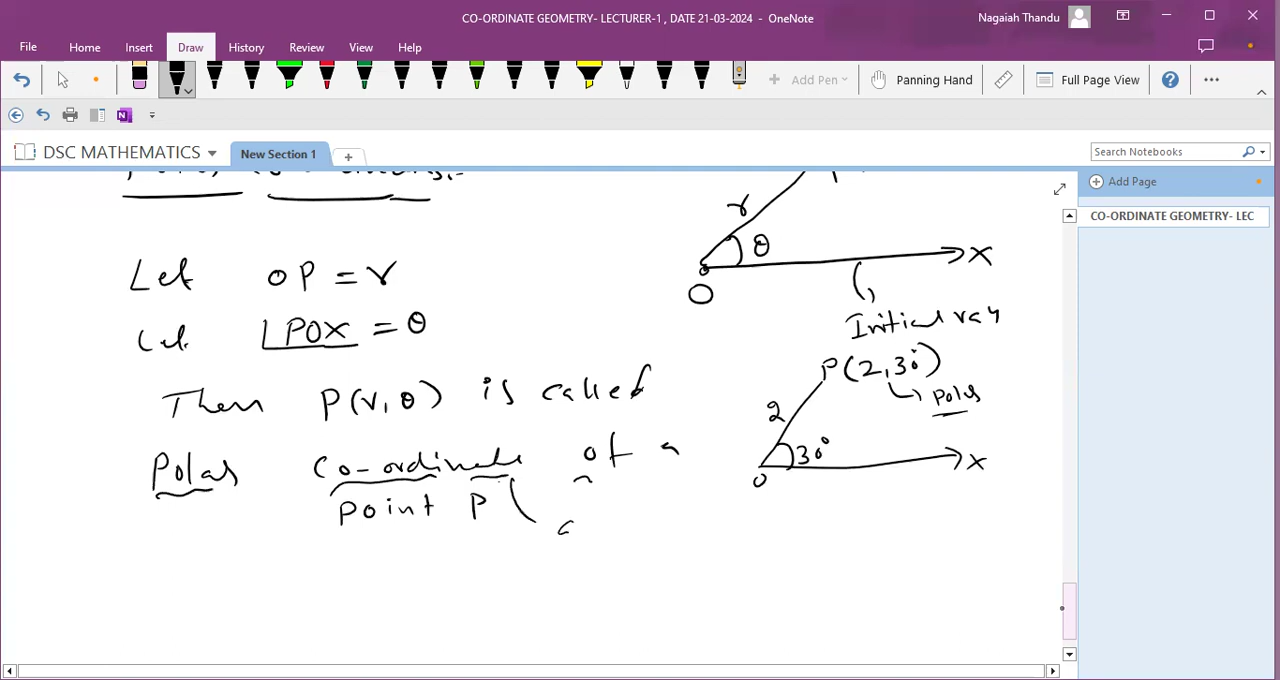 CO-ORDINATE GEOMETRY- LECTURER-1 , DATE 21-03-2024 - OneNote
Nagaiah Thandu
File Home Insert Draw History Review View Help
Add Pen
Panning Hand
Full Page View
DSC MATHEMATICS
New Section 1
Search Notebooks
Add Page
CO-ORDINATE GEOMETRY- LEC
r
θ
X
O
Initial ray
Let OP = r
Let ∠POX = θ
Then P(r, θ) is called
Polar Co-ordinate of a
Point P
P(2, 30°)
Polar
2
30°
O
X